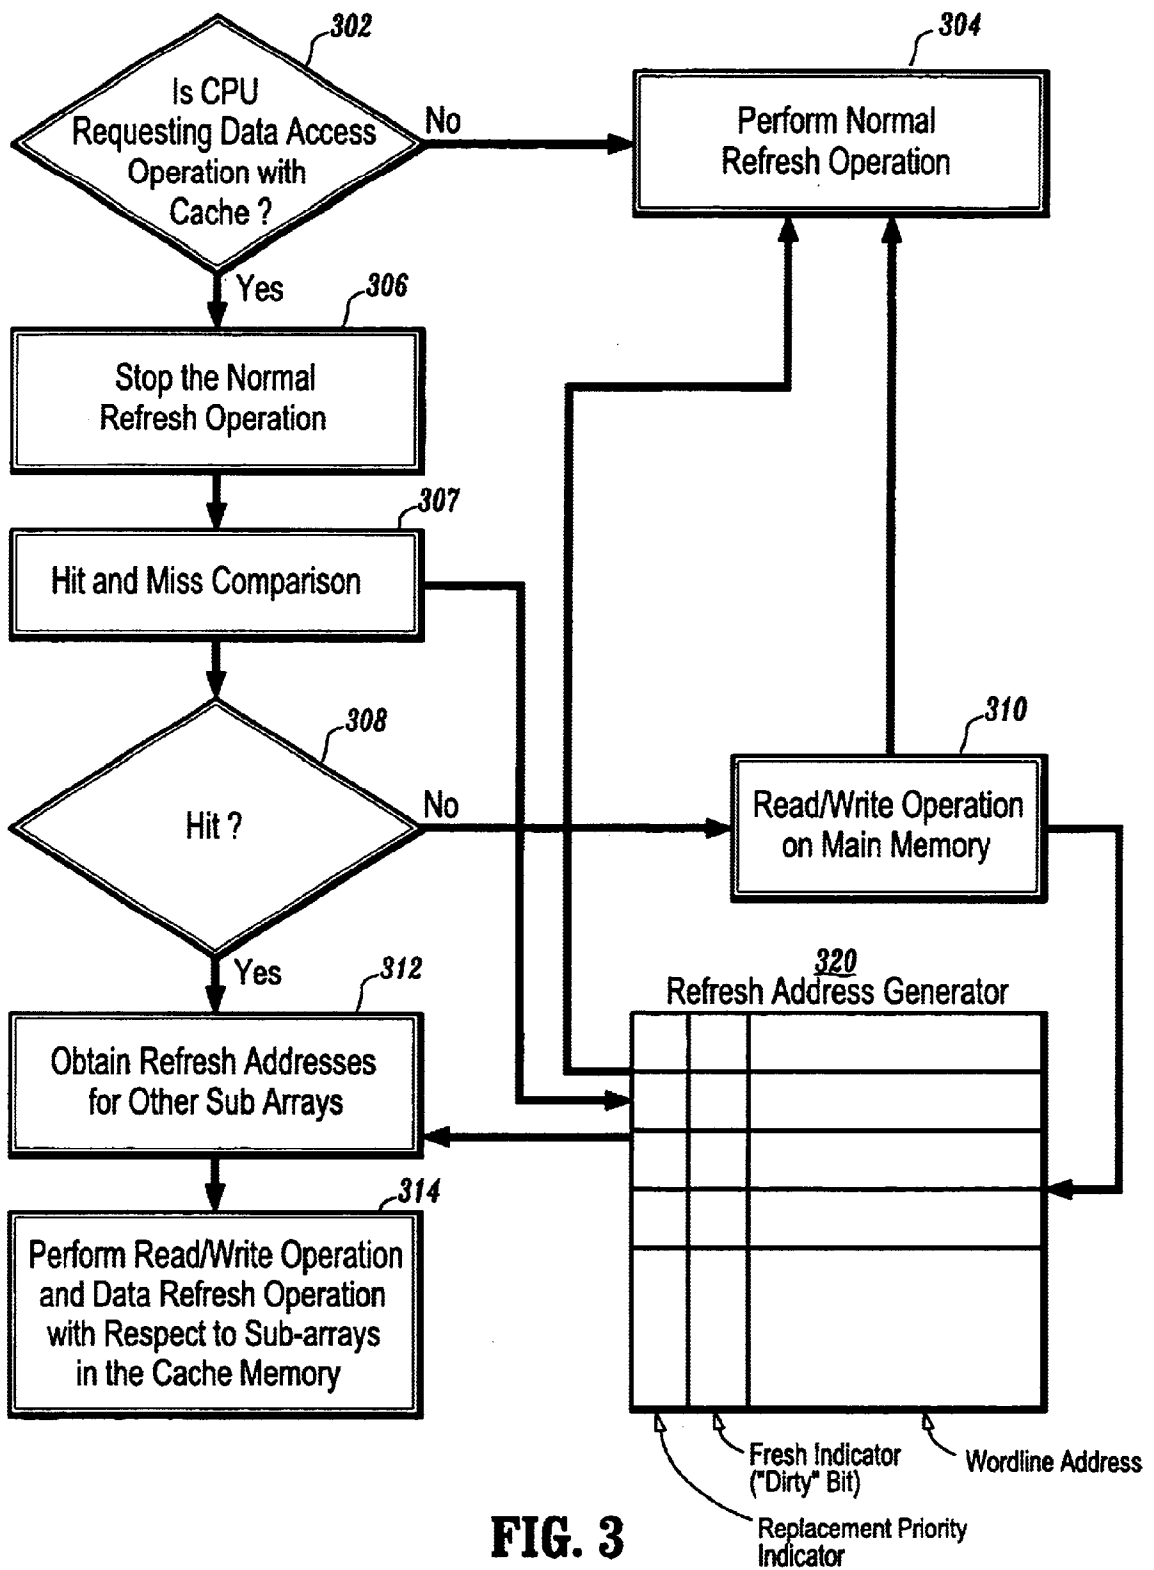 302
Is CPU
Requesting Data Access
Operation with
Cache ?
No
304
Perform Normal
Refresh Operation
Yes
306
Stop the Normal
Refresh Operation
307
Hit and Miss Comparison
308
Hit ?
No
310
Read/Write Operation
on Main Memory
Yes
312
Obtain Refresh Addresses
for Other Sub Arrays
320
Refresh Address Generator
314
Perform Read/Write Operation
and Data Refresh Operation
with Respect to Sub-arrays
in the Cache Memory
Fresh Indicator
("Dirty" Bit)
Wordline Address
Replacement Priority
Indicator
FIG. 3